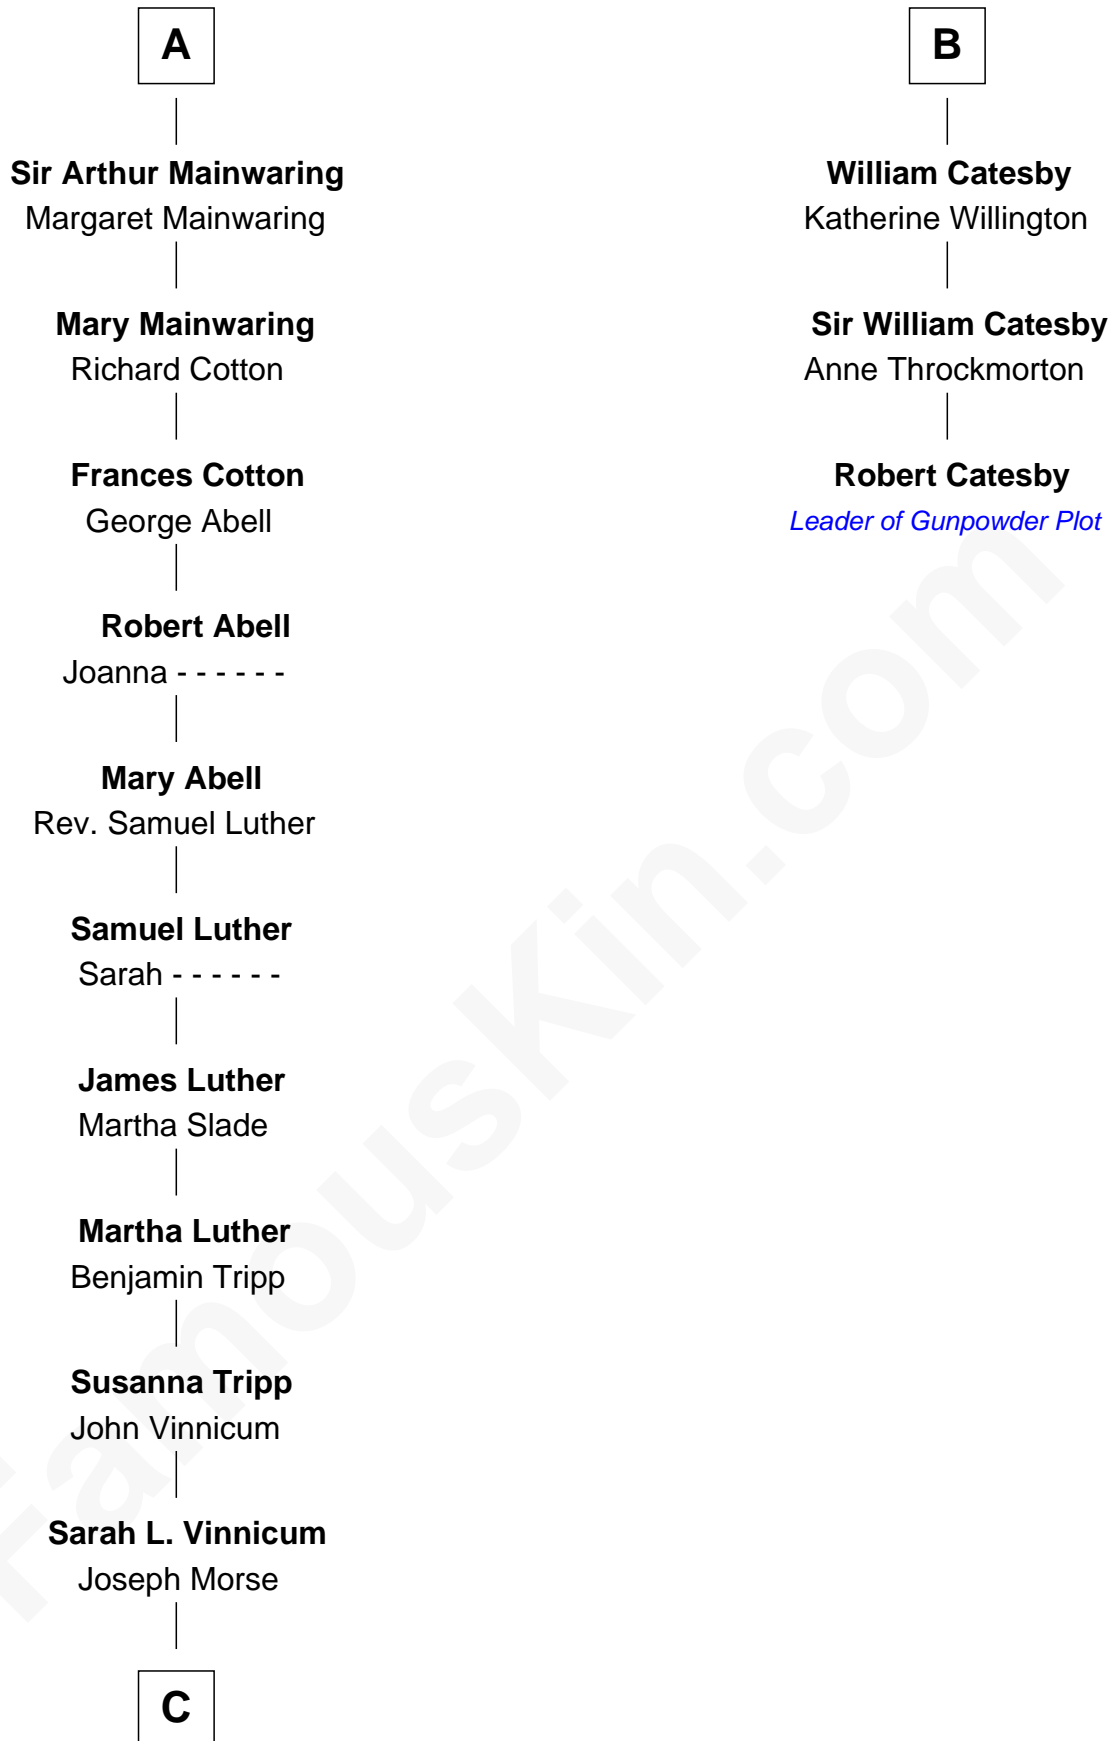 A
Sir Arthur Mainwaring
Margaret Mainwaring
Mary Mainwaring
Richard Cotton
Frances Cotton
George Abell
Robert Abell
Joanna - - - - - -
Mary Abell
Rev. Samuel Luther
Samuel Luther
Sarah - - - - - -
James Luther
Martha Slade
Martha Luther
Benjamin Tripp
Susanna Tripp
John Vinnicum
Sarah L. Vinnicum
Joseph Morse
C
B
William Catesby
Katherine Willington
Sir William Catesby
Anne Throckmorton
Robert Catesby
Leader of Gunpowder Plot
FamousKin.com